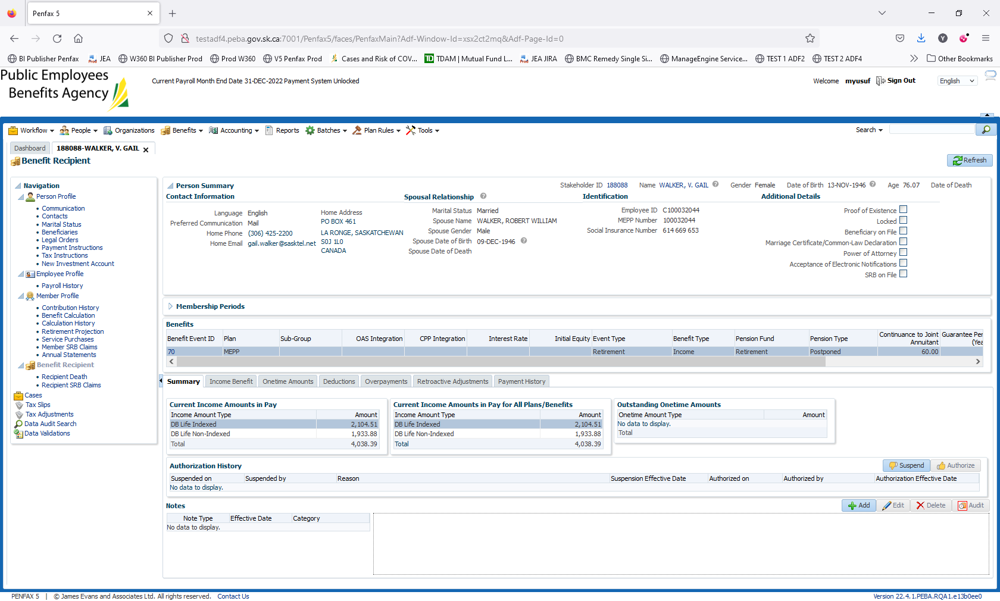 Penfax 5
testadf4.peba.gov.sk.ca:7001/Penfax5/faces/PenfaxMain?Adf-Window-Id=xsx2ct2mq&Adf-Page-Id=0
BI Publisher Penfax JEA W360 BI Publisher Prod Prod W360 V5 Penfax Prod Cases and Risk of COV... TD TDAM | Mutual Fund L... JEA JIRA BMC Remedy Single Si... ManageEngine Service... TEST 1 ADF2 TEST 2 ADF4 Other Bookmarks
Public Employees
Benefits Agency
Current Payroll Month End Date 31-DEC-2022 Payment System Unlocked
Welcome myusuf Sign Out English
Workflow People Organizations Benefits Accounting Reports Batches Plan Rules Tools Search
Dashboard 188088-WALKER, V. GAIL
Benefit Recipient
Refresh
Navigation
Person Profile
Communication
Contacts
Marital Status
Beneficiaries
Legal Orders
Payment Instructions
Tax Instructions
New Investment Account
Employee Profile
Payroll History
Member Profile
Contribution History
Benefit Calculation
Calculation History
Retirement Projection
Service Purchases
Member SRB Claims
Annual Statements
Benefit Recipient
Recipient Death
Recipient SRB Claims
Cases
Tax Slips
Tax Adjustments
Data Audit Search
Data Validations
Person Summary
Stakeholder ID 188088 Name WALKER, V. GAIL Gender Female Date of Birth 13-NOV-1946 Age 76.07 Date of Death
Contact Information
Language English
Preferred Communication Mail
Home Phone (306) 425-2200
Home Email gail.walker@sasktel.net
Home Address
PO BOX 461
LA RONGE, SASKATCHEWAN
S0J 1L0
CANADA
Spousal Relationship
Marital Status Married
Spouse Name WALKER, ROBERT WILLIAM
Spouse Gender Male
Spouse Date of Birth 09-DEC-1946
Spouse Date of Death
Identification
Employee ID C100032044
MEPP Number 100032044
Social Insurance Number 614 669 653
Additional Details
Proof of Existence
Locked
Beneficiary on File
Marriage Certificate/Common-Law Declaration
Power of Attorney
Acceptance of Electronic Notifications
SRB on File
Membership Periods
Benefits
Benefit Event ID Plan Sub-Group OAS Integration CPP Integration Interest Rate Initial Equity Event Type Benefit Type Pension Fund Pension Type Continuance to Joint Annuitant Guarantee Per (Yea
70 MEPP Retirement Income Retirement Postponed 60.00
Summary Income Benefit Onetime Amounts Deductions Overpayments Retroactive Adjustments Payment History
Current Income Amounts in Pay
Income Amount Type Amount
DB Life Indexed 2,104.51
DB Life Non-Indexed 1,933.88
Total 4,038.39
Current Income Amounts in Pay for All Plans/Benefits
Income Amount Type Amount
DB Life Indexed 2,104.51
DB Life Non-Indexed 1,933.88
Total 4,038.39
Outstanding Onetime Amounts
Onetime Amount Type Amount
No data to display.
Total
Authorization History
Suspend Authorize
Suspended on Suspended by Reason Suspension Effective Date Authorized on Authorized by Authorization Effective Date
No data to display.
Notes
Add Edit Delete Audit
Note Type Effective Date Category
No data to display.
PENFAX 5 | © James Evans and Associates Ltd. All rights reserved. Contact Us
Version 22.4.1.PEBA.RQA1.e13b0ee0